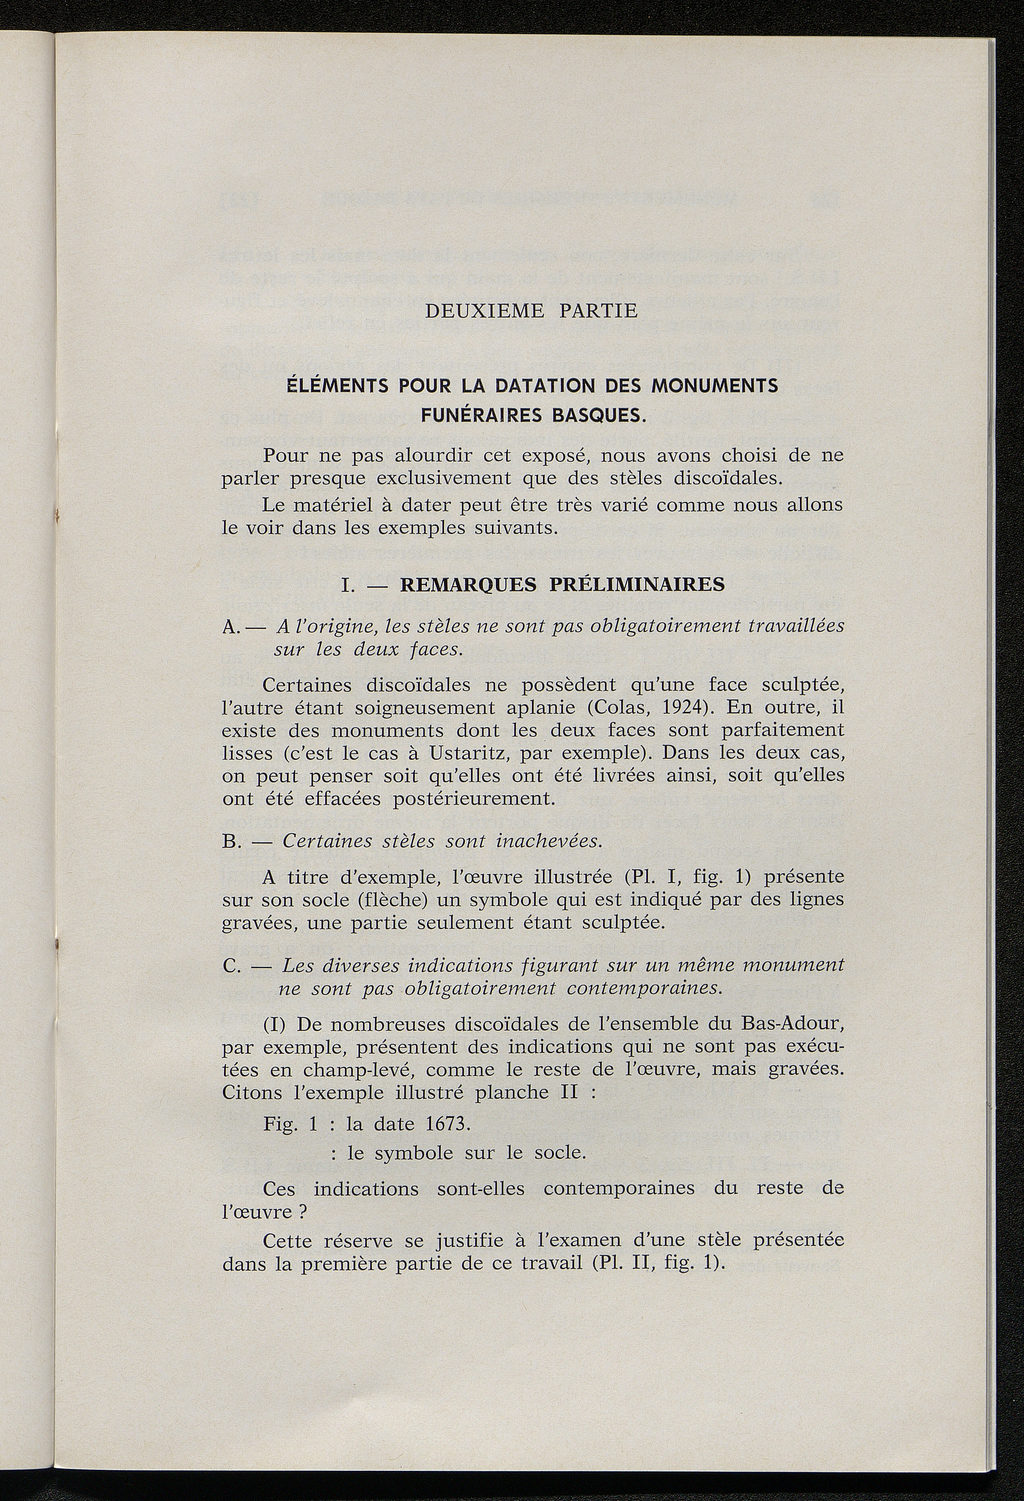 DEUXIEME PARTIE
ÉLÉMENTS POUR LA DATATION DES MONUMENTS
FUNÉRAIRES BASQUES.
Pour ne pas alourdir cet exposé, nous avons choisi de ne
parler presque exclusivement que des stèles discoïdales.
Le matériel à dater peut être très varié comme nous allons
le voir dans les exemples suivants.
I. — REMARQUES PRÉLIMINAIRES
A. — A l'origine, les stèles ne sont pas obligatoirement travaillées
sur les deux faces.
Certaines discoïdales ne possèdent qu'une face sculptée,
l'autre étant soigneusement aplanie (Colas, 1924). En outre, il
existe des monuments dont les deux faces sont parfaitement
lisses (c'est le cas à Ustaritz, par exemple). Dans les deux cas,
on peut penser soit qu'elles ont été livrées ainsi, soit qu'elles
ont été effacées postérieurement.
B. — Certaines stèles sont inachevées.
A titre d'exemple, l'œuvre illustrée (Pl. I, fig. 1) présente
sur son socle (flèche) un symbole qui est indiqué par des lignes
gravées, une partie seulement étant sculptée.
C. — Les diverses indications figurant sur un même monument
ne sont pas obligatoirement contemporaines.
(I) De nombreuses discoïdales de l'ensemble du Bas-Adour,
par exemple, présentent des indications qui ne sont pas exécu-
tées en champ-levé, comme le reste de l'œuvre, mais gravées.
Citons l'exemple illustré planche II :
Fig. 1 : la date 1673.
: le symbole sur le socle.
Ces indications sont-elles contemporaines du reste de
l'œuvre ?
Cette réserve se justifie à l'examen d'une stèle présentée
dans la première partie de ce travail (Pl. II, fig. 1).